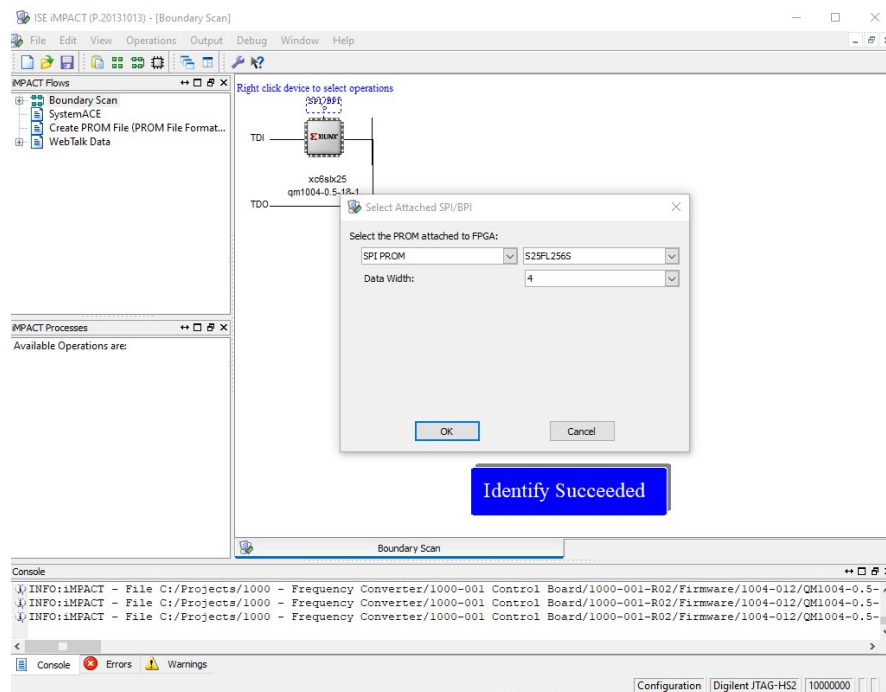 ISE iMPACT (P.20131013) - [Boundary Scan]
File Edit View Operations Output Debug Window Help
iMPACT Flows
Boundary Scan
SystemACE
Create PROM File (PROM File Format...
WebTalk Data
Right click device to select operations
SPI/BPI
?
TDI
XILINX
xc6slx25
qm1004-0.5-18-1
TDO
Select Attached SPI/BPI
Select the PROM attached to FPGA:
SPI PROM S25FL256S
Data Width: 4
OK Cancel
iMPACT Processes
Available Operations are:
Identify Succeeded
Boundary Scan
Console
INFO:iMPACT - File C:/Projects/1000 - Frequency Converter/1000-001 Control Board/1000-001-R02/Firmware/1004-012/QM1004-0.5-
INFO:iMPACT - File C:/Projects/1000 - Frequency Converter/1000-001 Control Board/1000-001-R02/Firmware/1004-012/QM1004-0.5-
INFO:iMPACT - File C:/Projects/1000 - Frequency Converter/1000-001 Control Board/1000-001-R02/Firmware/1004-012/QM1004-0.5-
Console Errors Warnings
Configuration Digilent JTAG-HS2 10000000